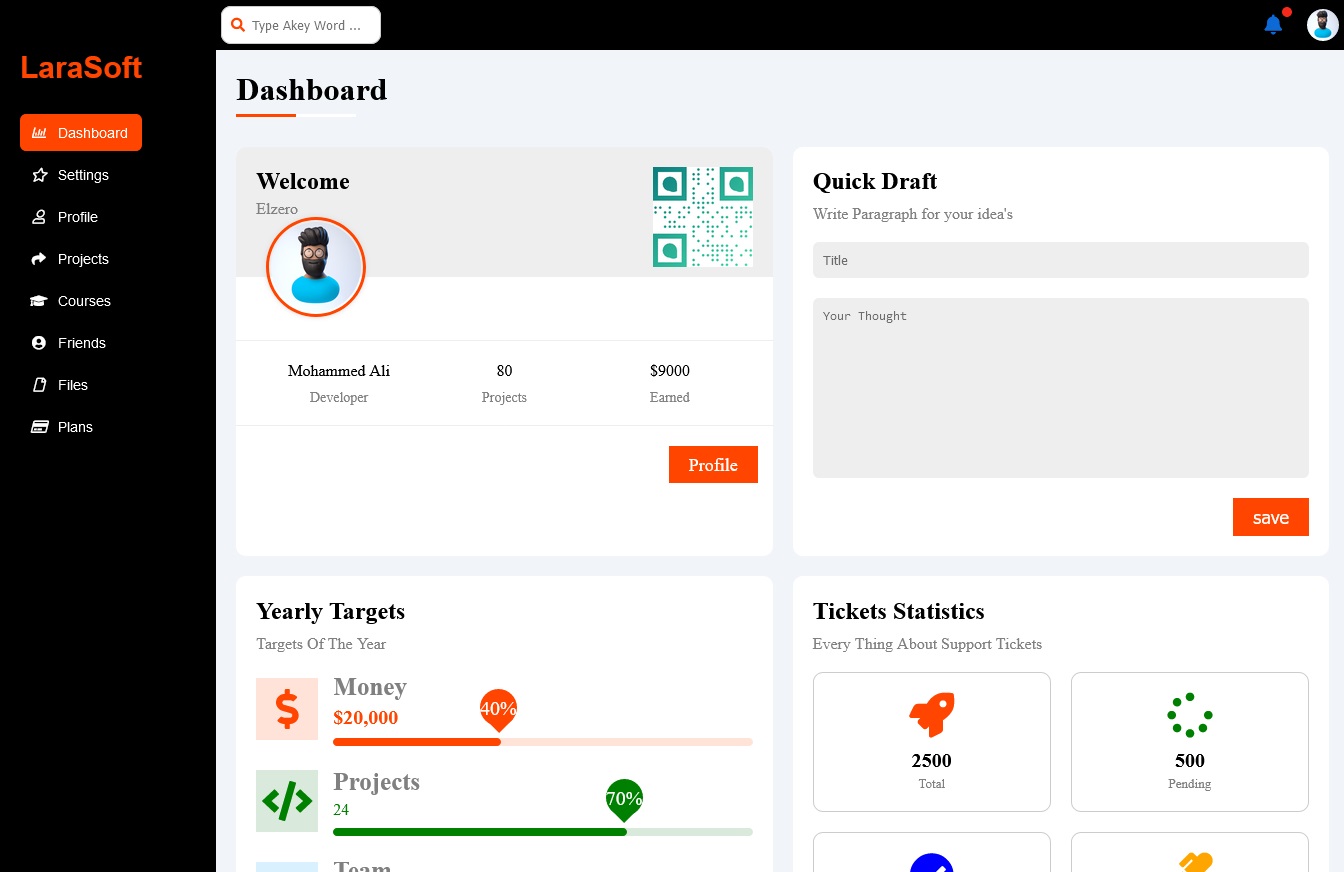 Type Akey Word ...
LaraSoft
Dashboard
Settings
Profile
Projects
Courses
Friends
Files
Plans
Dashboard
Welcome
Elzero
Mohammed Ali
Developer
80
Projects
$9000
Earned
Profile
Quick Draft
Write Paragraph for your idea's
Title
Your Thought
save
Yearly Targets
Targets Of The Year
Money
$20,000
40%
Projects
24
70%
Team
Tickets Statistics
Every Thing About Support Tickets
2500
Total
500
Pending